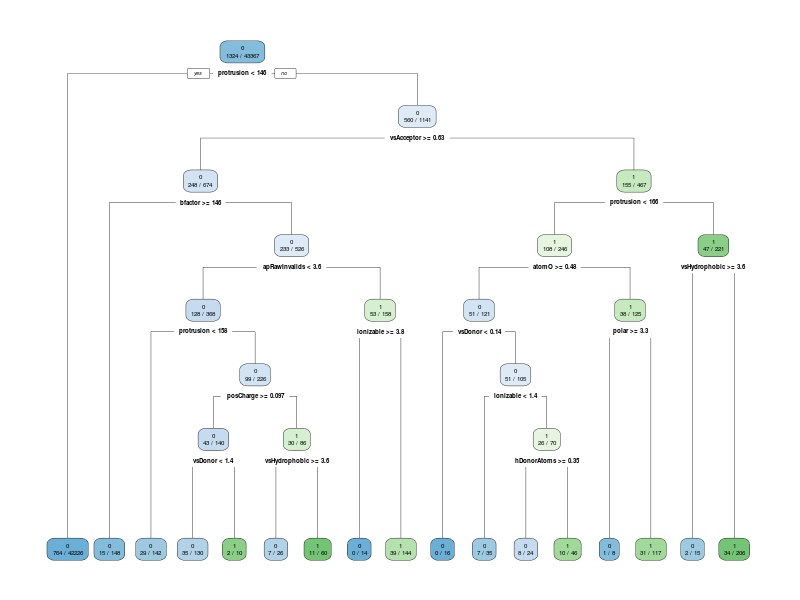 0
1324 / 43367
yes
protrusion < 146
no
0
560 / 1141
vsAcceptor >= 0.63
0
248 / 674
1
155 / 467
bfactor >= 146
protrusion < 166
0
233 / 526
1
108 / 246
1
47 / 221
apRawInvalids < 3.6
atomO >= 0.48
vsHydrophobic >= 3.6
0
128 / 368
1
53 / 158
0
51 / 121
1
38 / 125
protrusion < 158
ionizable >= 3.8
vsDonor < 0.14
polar >= 3.3
0
99 / 226
0
51 / 105
posCharge >= 0.097
ionizable < 1.4
0
43 / 140
1
30 / 86
1
26 / 70
vsDonor < 1.4
vsHydrophobic >= 3.6
hDonorAtoms >= 0.35
0
764 / 42226
0
15 / 148
0
29 / 142
0
35 / 130
1
2 / 10
0
7 / 26
1
11 / 60
0
0 / 14
1
39 / 144
0
0 / 16
0
7 / 35
0
8 / 24
1
10 / 46
0
1 / 8
1
31 / 117
0
2 / 15
1
34 / 206